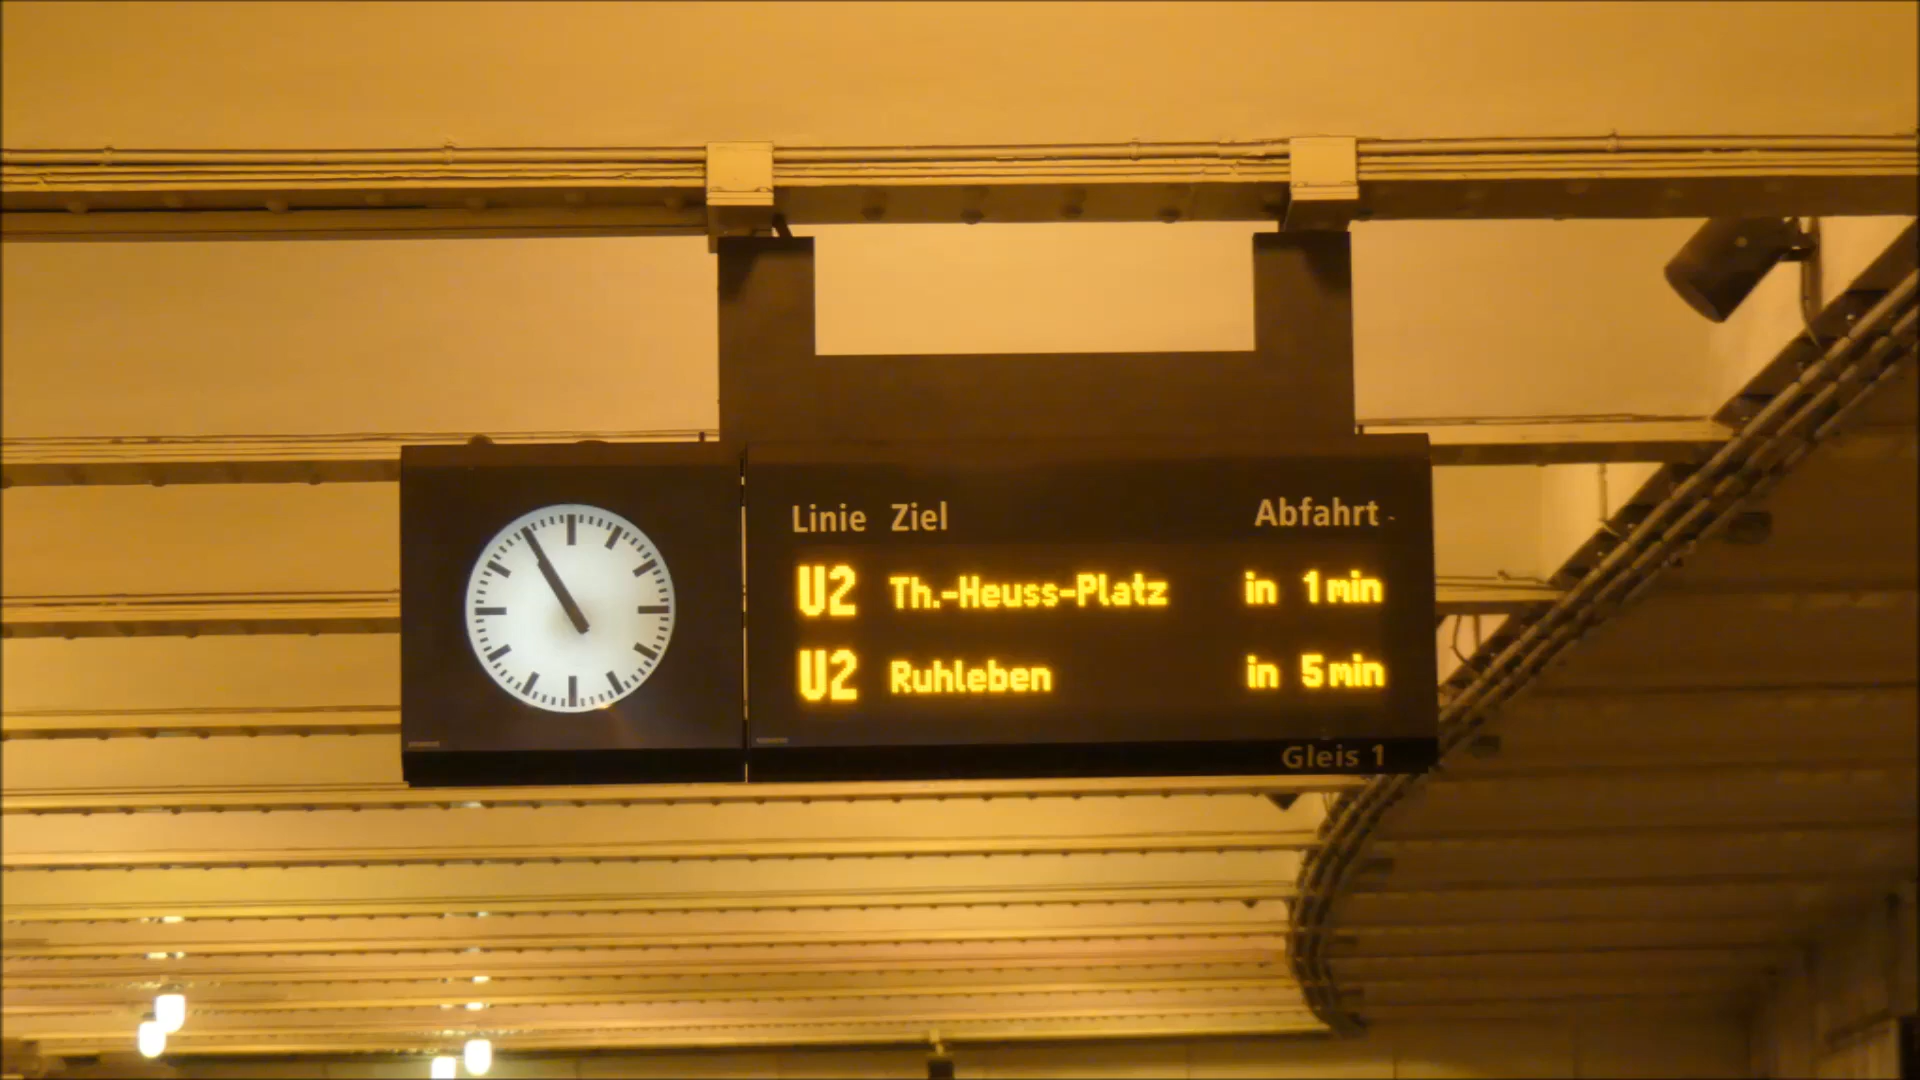 Linie Ziel Abfahrt
U2 Th.-Heuss-Platz in 1 min
U2 Ruhleben in 5 min
Gleis 1